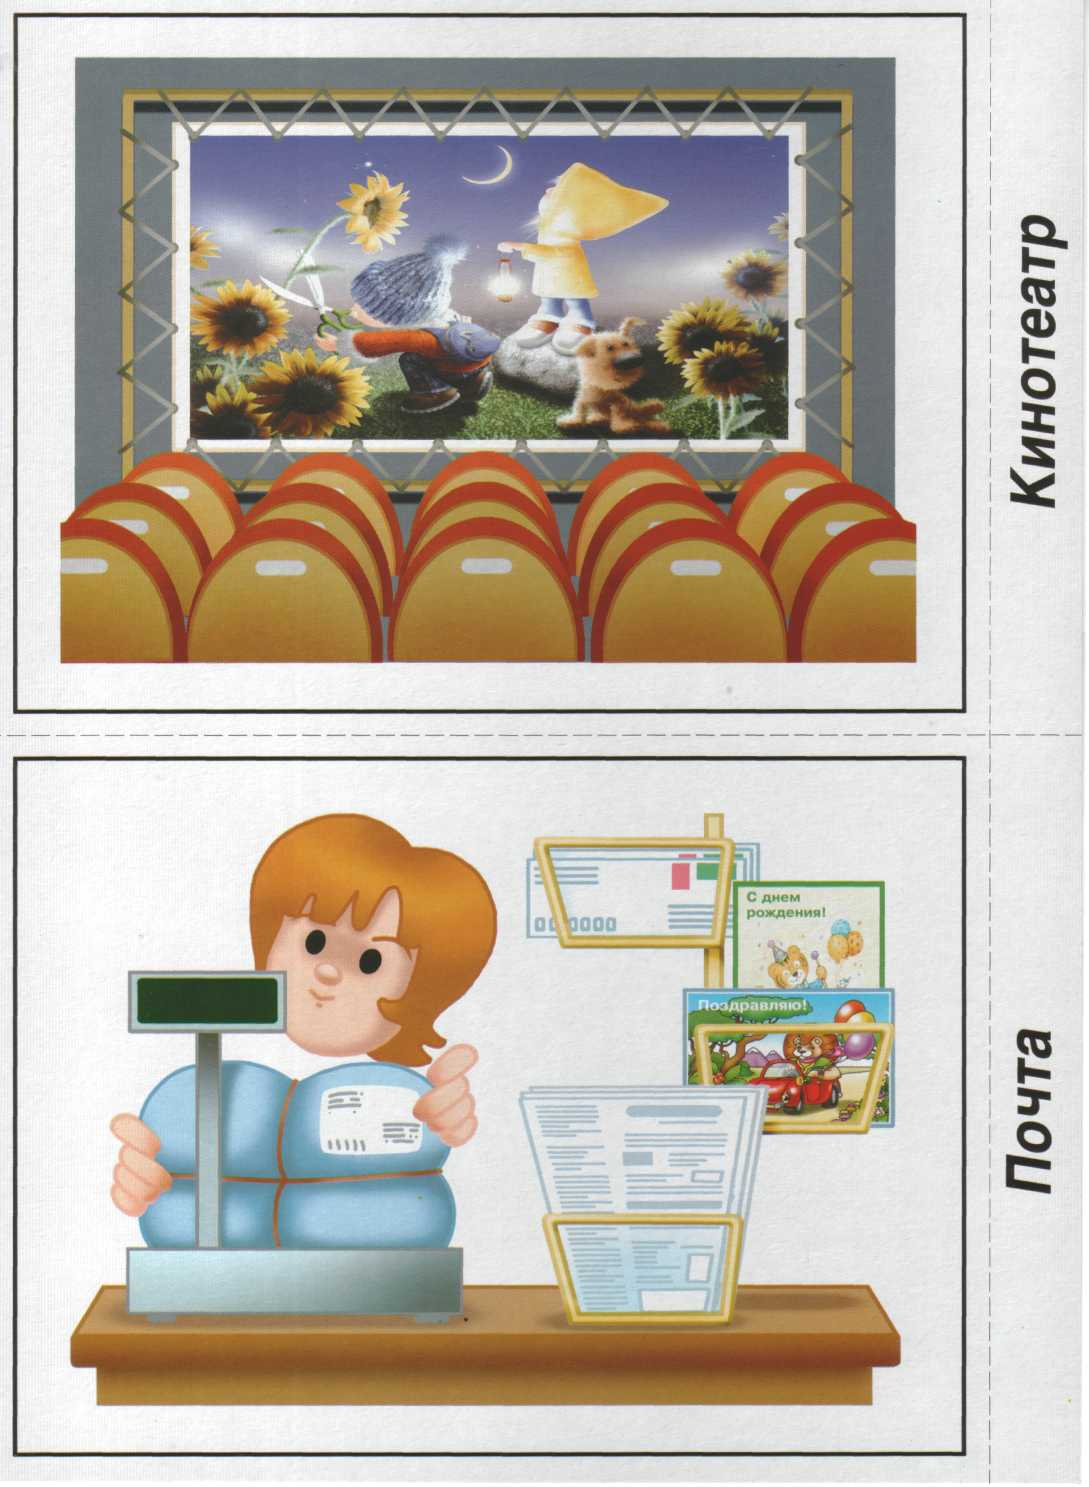 Кинотеатр
С днем
рождения!
Поздравляю!
Почта